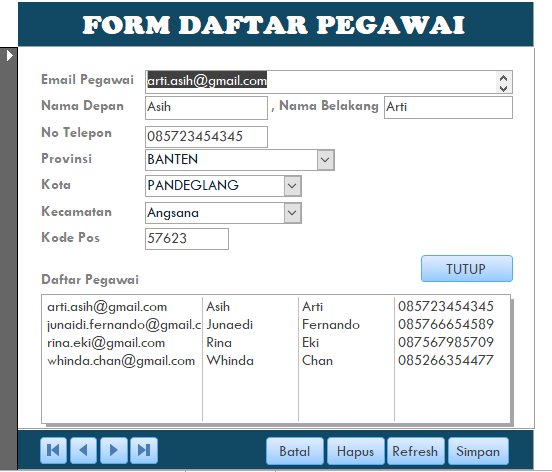 FORM DAFTAR PEGAWAI
Email Pegawai arti.asih@gmail.com
Nama Depan Asih , Nama Belakang Arti
No Telepon 085723454345
Provinsi BANTEN
Kota PANDEGLANG
Kecamatan Angsana
Kode Pos 57623
TUTUP
Daftar Pegawai
arti.asih@gmail.com Asih Arti 085723454345
junaidi.fernando@gmail.c Junaedi Fernando 085766654589
rina.eki@gmail.com Rina Eki 087567985709
whinda.chan@gmail.com Whinda Chan 085266354477
Batal Hapus Refresh Simpan